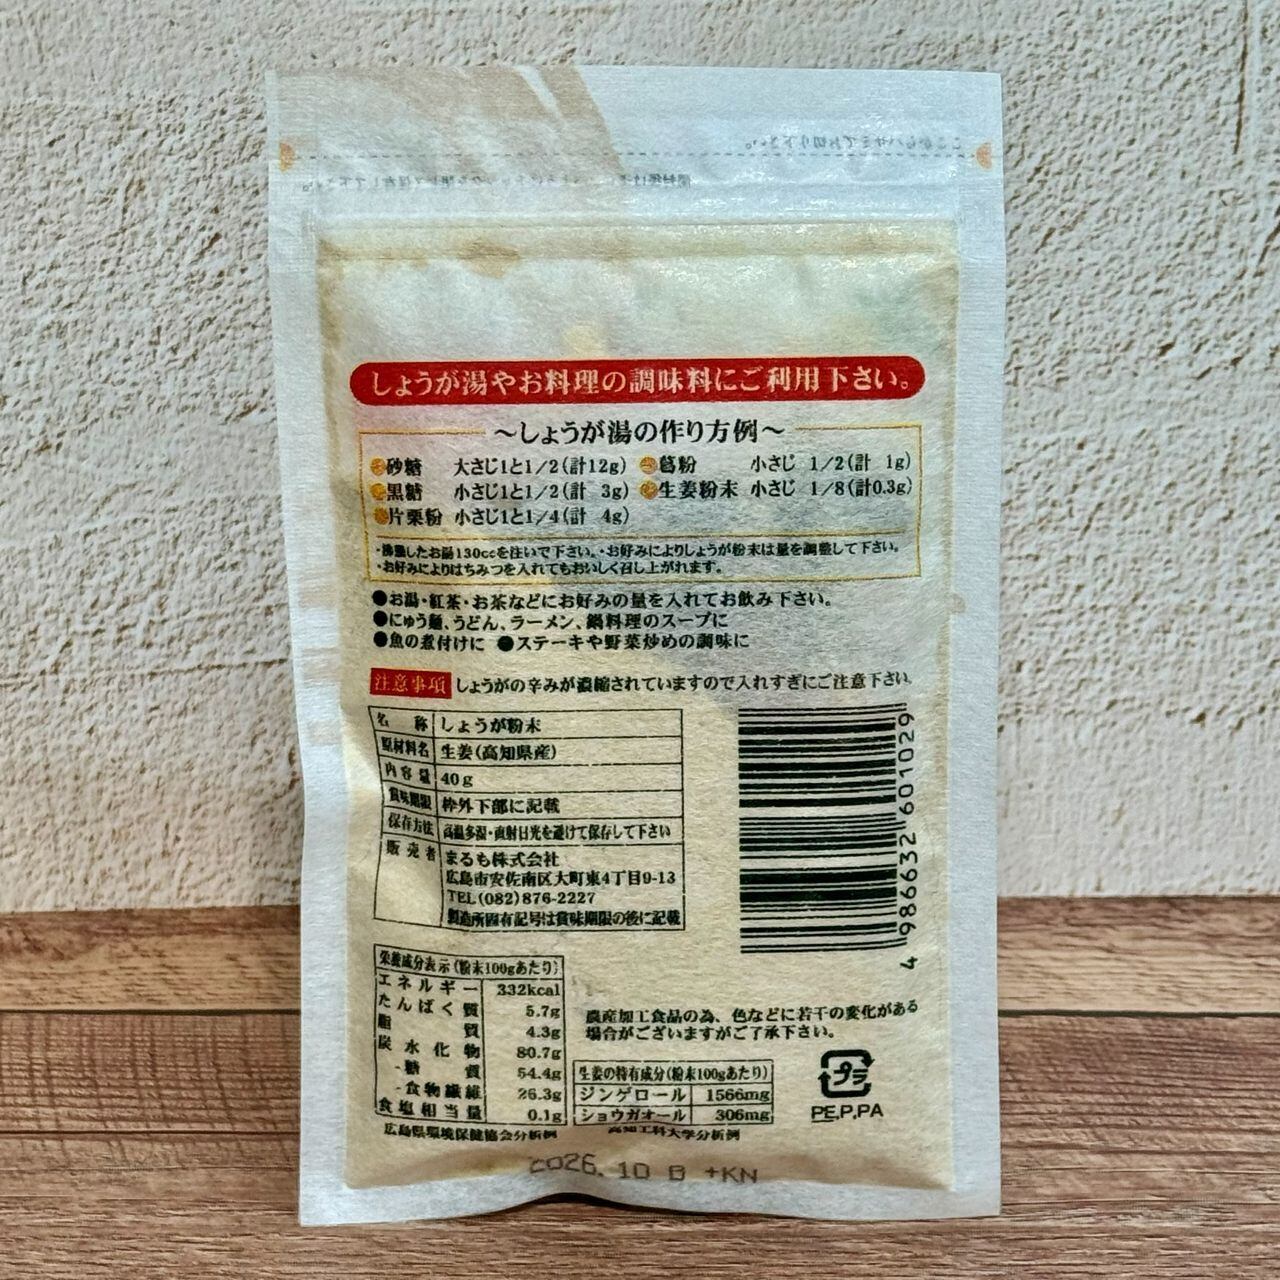 ここからハサミでお切り下さい。
しょうが湯やお料理の調味料にご利用下さい。
～しょうが湯の作り方例～
砂糖 大さじ1と1/2(計12g) 葛粉 小さじ 1/2(計 1g)
黒糖 小さじ1と1/2(計 3g) 生姜粉末 小さじ 1/8(計0.3g)
片栗粉 小さじ1と1/4(計 4g)
・沸騰したお湯130ccを注いで下さい。・お好みによりしょうが粉末は量を調整して下さい。
・お好みによりはちみつを入れてもおいしく召し上がれます。
●お湯・紅茶・お茶などにお好みの量を入れてお飲み下さい。
●にゅう麺、うどん、ラーメン、鍋料理のスープに
●魚の煮付けに ●ステーキや野菜炒めの調味に
注意事項 しょうがの辛みが濃縮されていますので入れすぎにご注意下さい。
名称 しょうが粉末
原材料名 生姜(高知県産)
内容量 40g
賞味期限 枠外下部に記載
保存方法 高温多湿・直射日光を避けて保存して下さい
販売者 まるも株式会社
広島市安佐南区大町東4丁目9-13
TEL(082)876-2227
製造所固有記号は賞味期限の後に記載
4 986632 601029
栄養成分表示(粉末100gあたり)
エネルギー 332kcal
たんぱく質 5.7g
脂質 4.3g
炭水化物 80.7g
-糖質 54.4g
-食物繊維 26.3g
食塩相当量 0.1g
広島県環境保健協会分析例
農産加工食品の為、色などに若干の変化がある
場合がございますがご了承下さい。
生姜の特有成分(粉末100gあたり)
ジンゲロール 1566mg
ショウガオール 306mg
高知工科大学分析例
プラ
PE,P,PA
2026.10 B +KN